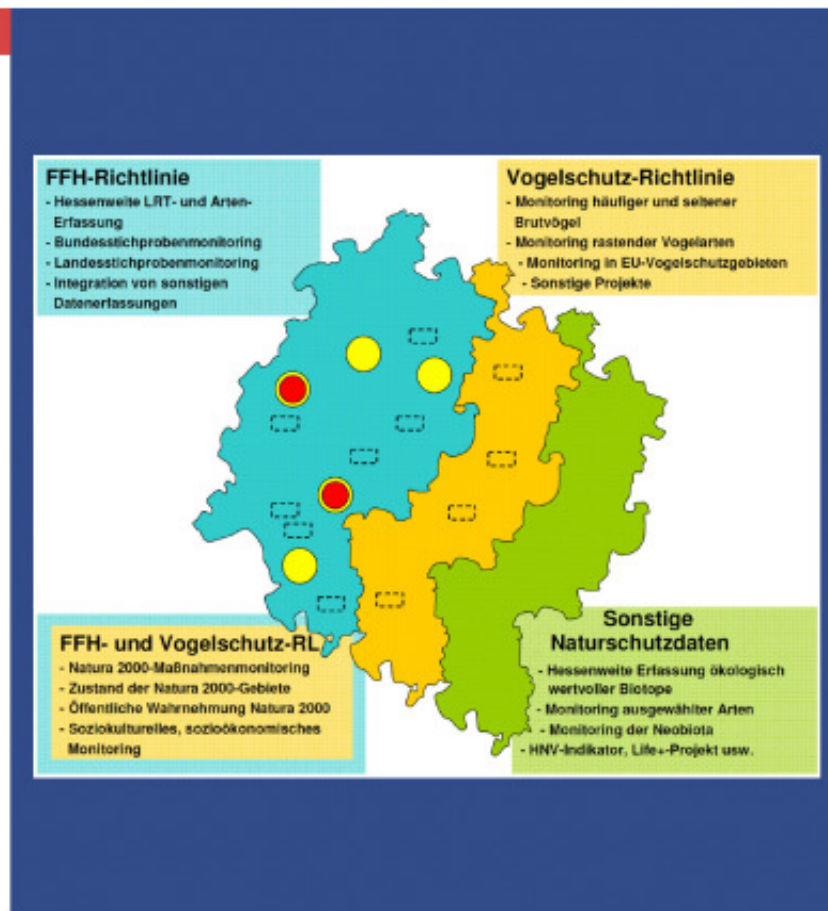 FFH-Richtlinie
- Hessenweite LRT- und Arten-
Erfassung
- Bundesstichprobenmonitoring
- Landesstichprobenmonitoring
- Integration von sonstigen
Datenerfassungen
Vogelschutz-Richtlinie
- Monitoring häufiger und seltener
Brutvögel
- Monitoring rastender Vogelarten
- Monitoring in EU-Vogelschutzgebieten
- Sonstige Projekte
FFH- und Vogelschutz-RL
- Natura 2000-Maßnahmenmonitoring
- Zustand der Natura 2000-Gebiete
- Öffentliche Wahrnehmung Natura 2000
- Soziokulturelles, sozioökonomisches
Monitoring
Sonstige
Naturschutzdaten
- Hessenweite Erfassung ökologisch
wertvoller Biotope
- Monitoring ausgewählter Arten
- Monitoring der Neobiota
- HNV-Indikator, Life+-Projekt usw.